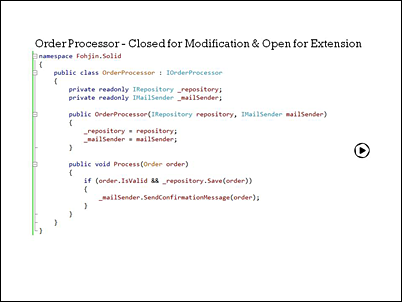 Order Processor - Closed for Modification & Open for Extension
namespace Fohjin.Solid
{
public class OrderProcessor : IOrderProcessor
{
private readonly IRepository _repository;
private readonly IMailSender _mailSender;
public OrderProcessor(IRepository repository, IMailSender mailSender)
{
_repository = repository;
_mailSender = mailSender;
}
public void Process(Order order)
{
if (order.IsValid && _repository.Save(order))
{
_mailSender.SendConfirmationMessage(order);
}
}
}
}